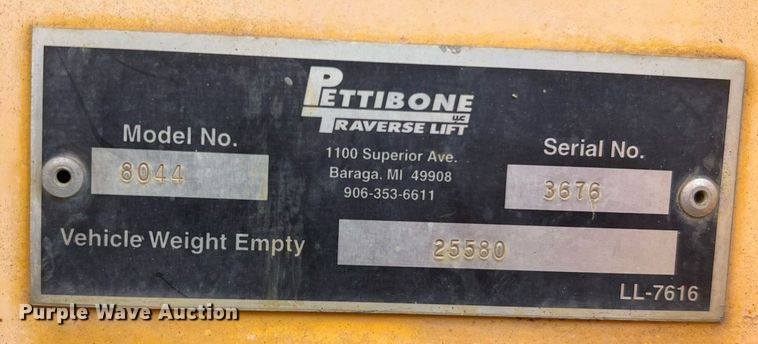 PETTIBONE
LLC
TRAVERSE LIFT
1100 Superior Ave.
Baraga, MI 49908
906-353-6611
Model No.
8044
Serial No.
3676
Vehicle Weight Empty
25580
LL-7616
Purple Wave Auction